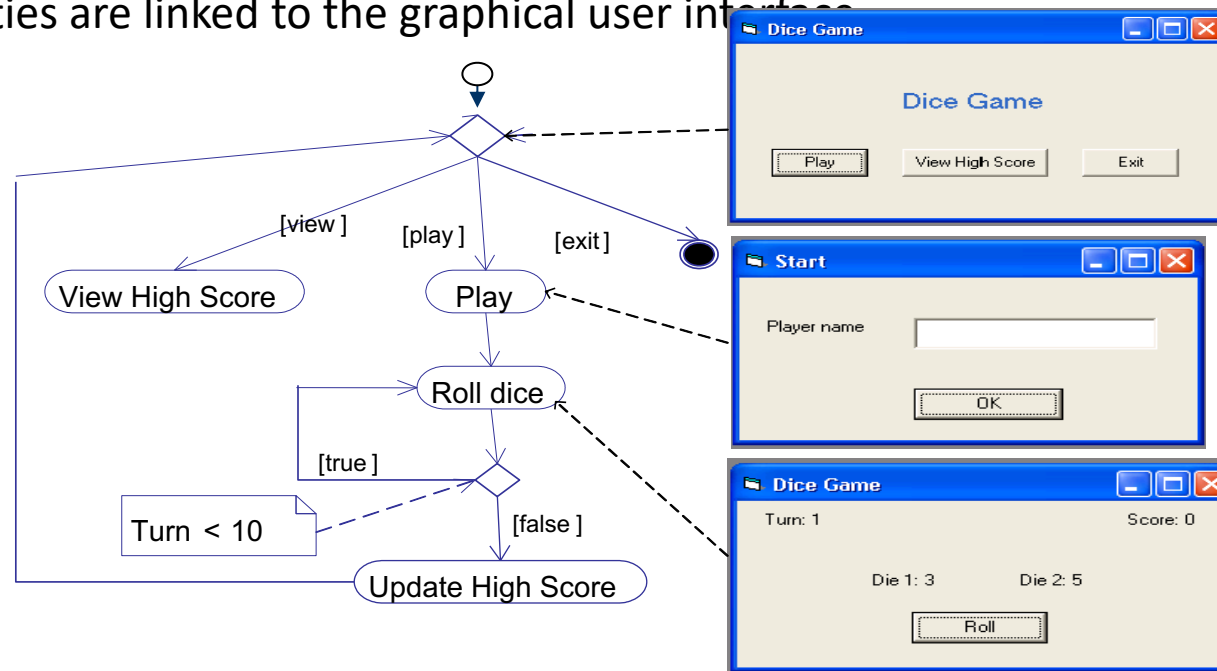 ties are linked to the graphical user interface
[view ]
[play ]
[exit ]
View High Score
Play
Roll dice
[true ]
Turn < 10
[false ]
Update High Score
Dice Game
Dice Game
Play
View High Score
Exit
Start
Player name
OK
Dice Game
Turn: 1
Score: 0
Die 1: 3
Die 2: 5
Roll